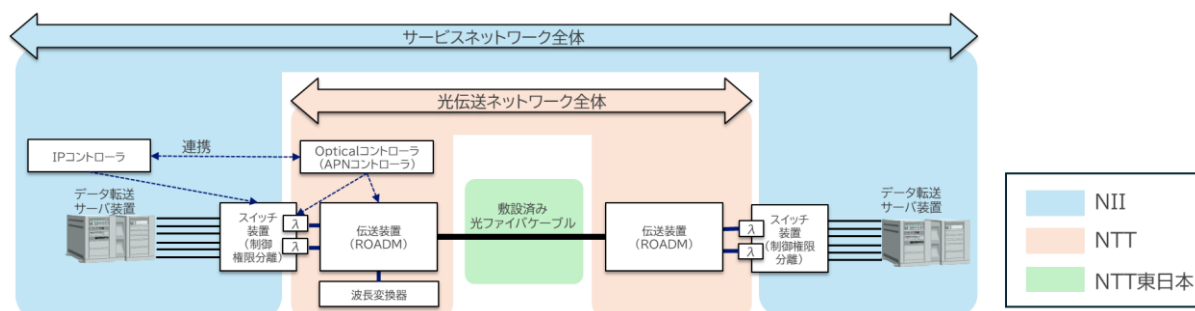 サービスネットワーク全体
光伝送ネットワーク全体
IPコントローラ
連携
Opticalコントローラ
(APNコントローラ)
データ転送
サーバ装置
スイッチ
装置
(制御
権限分離)
λ
λ
伝送装置
(ROADM)
波長変換器
敷設済み
光ファイバケーブル
伝送装置
(ROADM)
λ
λ
スイッチ
装置
(制御権限
分離)
データ転送
サーバ装置
NII
NTT
NTT東日本